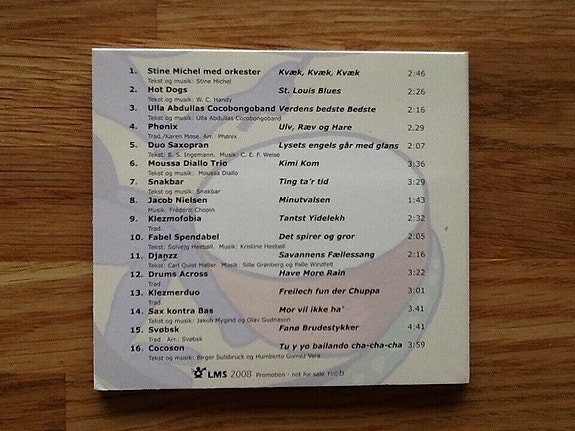 1. Stine Michel med orkester Kvæk, Kvæk, Kvæk 2:46
Tekst og musik: Stine Michel
2. Hot Dogs St. Louis Blues 2:26
Tekst og musik: W. C. Handy
3. Ulla Abdullas Cocobongoband Verdens bedste Bedste 2:16
Tekst og musik: Ulla Abdullas Cocobongoband
4. Phønix Ulv, Ræv og Hare 2.29
Trad./Karen Mose. Arr.: Phønix
5. Duo Saxopran Lysets engels går med glans 2:07
Tekst: B. S. Ingemann. Musik: C. E. F. Weise
6. Moussa Diallo Trio Kimi Kom 3:36
Tekst og musik: Moussa Diallo
7. Snakbar Ting ta'r tid 3:29
Tekst og musik: Snakbar
8. Jacob Nielsen Minutvalsen 1:43
Musik: Frédéric Chopin
9. Klezmofobia Tantst Yidelekh 2:32
Trad.
10. Fabel Spendabel Det spirer og gror 2:05
Tekst: Solvejg Heebøll. Musik: Kristine Heebøll
11. Djanzz Savannens Fællessang 2:16
Tekst: Carl Quist Møller. Musik: Sille Grønberg og Palle Windfelt
12. Drums Across Have More Rain 3:22
Trad.
13. Klezmerduo Freilech fun der Chuppa 3:01
Trad.
14. Sax kontra Bas Mor vil ikke ha' 3.41
Tekst og musik: Jakob Mygind og Olav Gudnason
15. Svøbsk Fanø Brudestykker 4:41
Trad. Arr.: Svøbsk
16. Cocoson Tu y yo bailando cha-cha-cha 3:59
Tekst og musik: Birger Sulsbruck og Humberto Goméz Vera
LMS 2008 Promotion - not for sale n©b